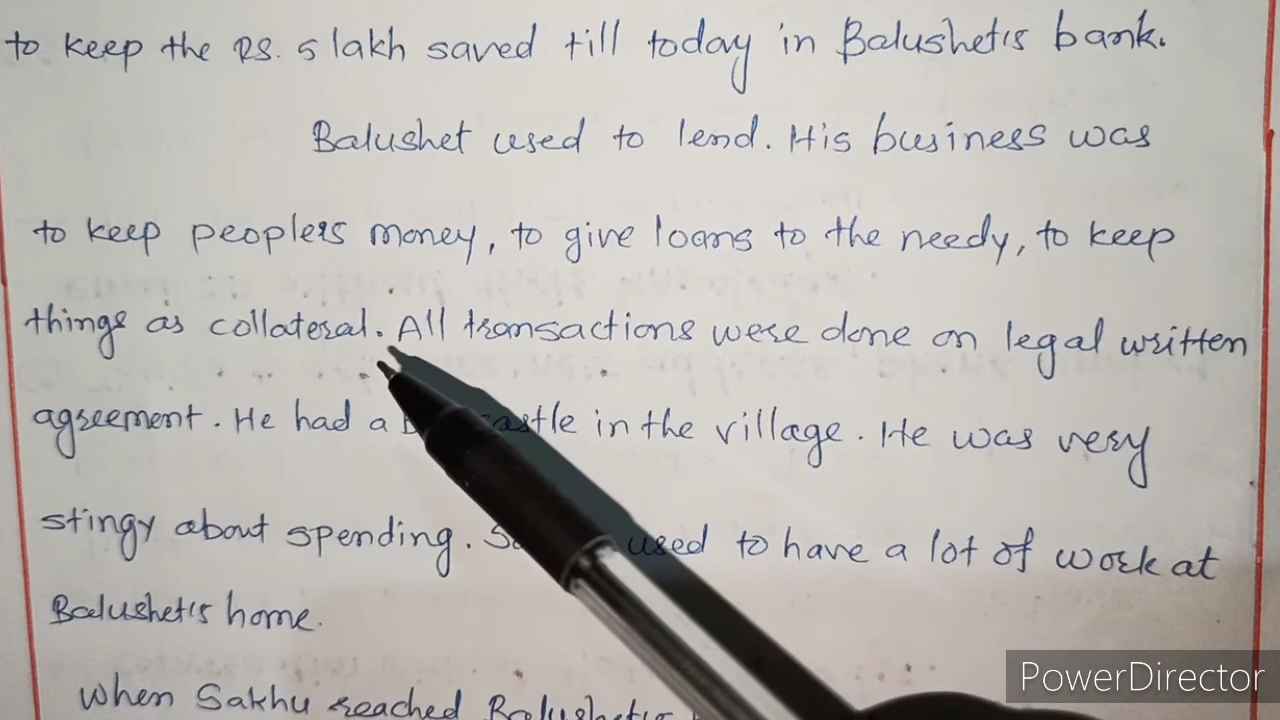 to keep the RS. 5 lakh saved till today in Balushet's bank.
Balushet used to lend. His business was
to keep people's money, to give loans to the needy, to keep
things as collateral. All transactions were done on legal written
agreement. He had a castle in the village. He was very
stingy about spending. used to have a lot of work at
Balushet's home.
When Sakhu reached Balushet's
PowerDirector